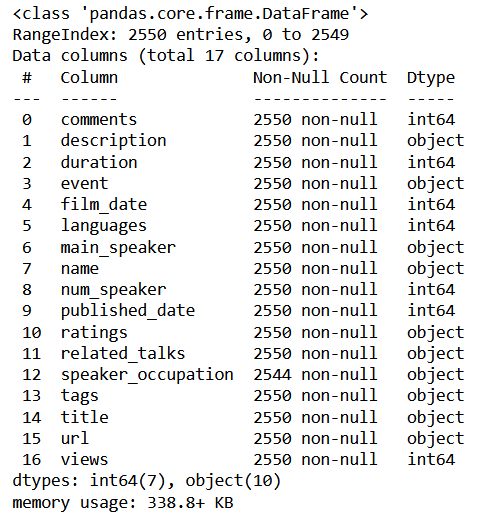 <class 'pandas.core.frame.DataFrame'>
RangeIndex: 2550 entries, 0 to 2549
Data columns (total 17 columns):
 #   Column              Non-Null Count  Dtype
---  ------              --------------  -----
 0   comments            2550 non-null   int64
 1   description         2550 non-null   object
 2   duration            2550 non-null   int64
 3   event               2550 non-null   object
 4   film_date           2550 non-null   int64
 5   languages           2550 non-null   int64
 6   main_speaker        2550 non-null   object
 7   name                2550 non-null   object
 8   num_speaker         2550 non-null   int64
 9   published_date      2550 non-null   int64
 10  ratings             2550 non-null   object
 11  related_talks       2550 non-null   object
 12  speaker_occupation  2544 non-null   object
 13  tags                2550 non-null   object
 14  title               2550 non-null   object
 15  url                 2550 non-null   object
 16  views               2550 non-null   int64
dtypes: int64(7), object(10)
memory usage: 338.8+ KB